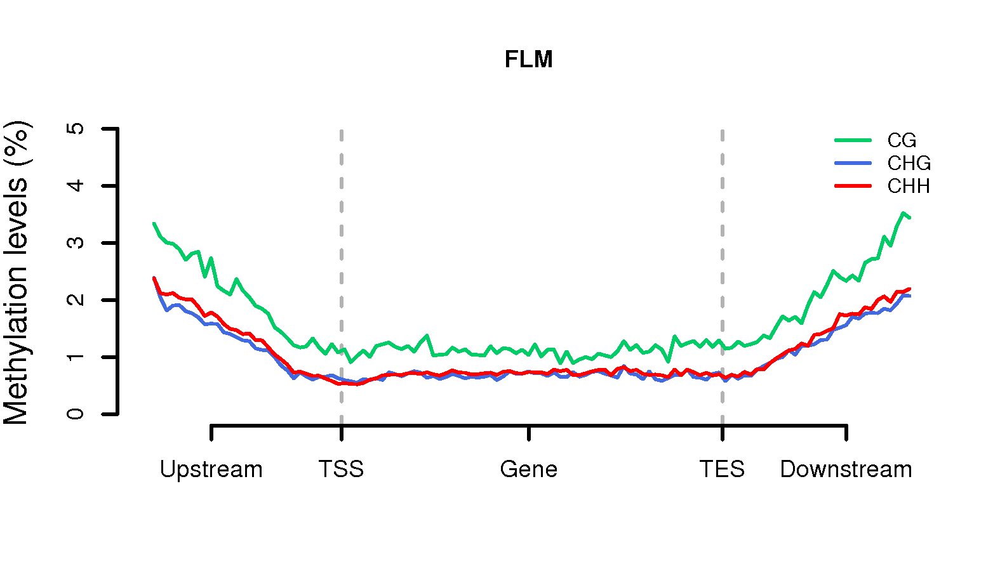 FLM
Methylation levels (%)
5
4
3
2
1
0
CG
CHG
CHH
Upstream
TSS
Gene
TES
Downstream